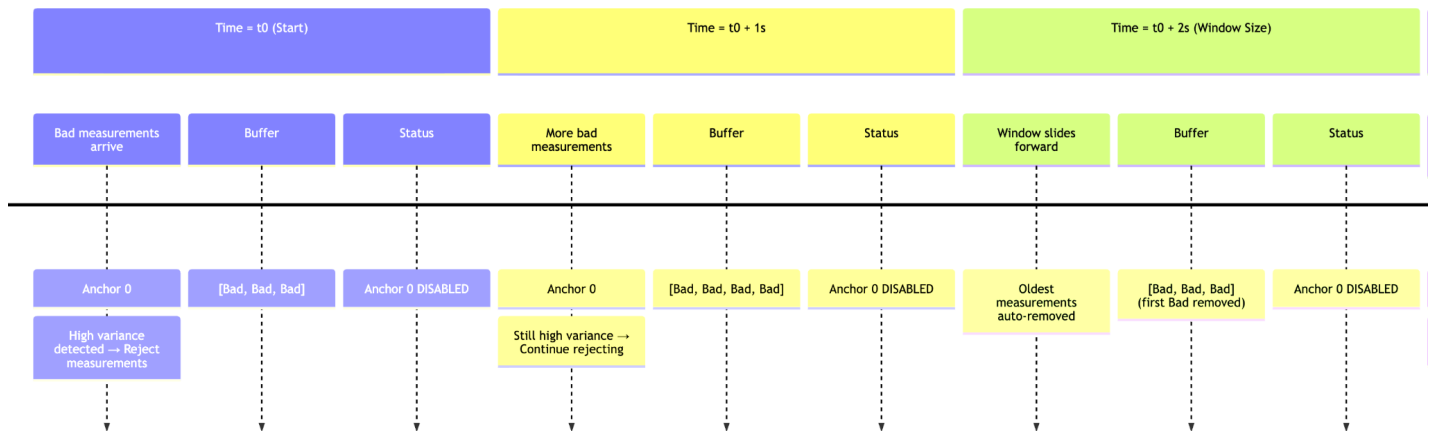 Time = t0 (Start)
Time = t0 + 1s
Time = t0 + 2s (Window Size)
Bad measurements
arrive
Buffer
Status
More bad
measurements
Buffer
Status
Window slides
forward
Buffer
Status
Anchor 0
[Bad, Bad, Bad]
Anchor 0 DISABLED
Anchor 0
[Bad, Bad, Bad, Bad]
Anchor 0 DISABLED
Oldest
measurements
auto-removed
[Bad, Bad, Bad]
(first Bad removed)
Anchor 0 DISABLED
High variance
detected → Reject
measurements
Still high variance →
Continue rejecting